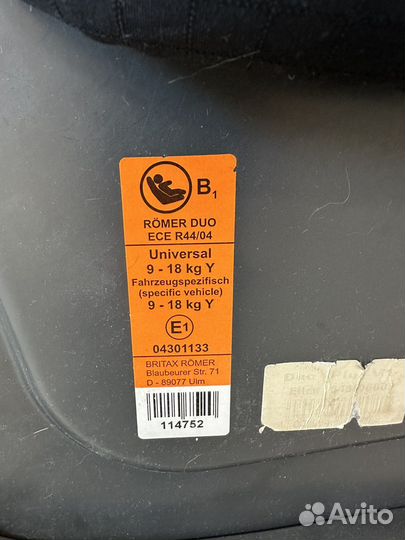 B1
RÖMER DUO
ECE R44/04
Universal
9 - 18 kg Y
Fahrzeugspezifisch
(specific vehicle)
9 - 18 kg Y
E1
04301133
BRITAX RÖMER
Blaubeurer Str. 71
D - 89077 Ulm
114752
Avito